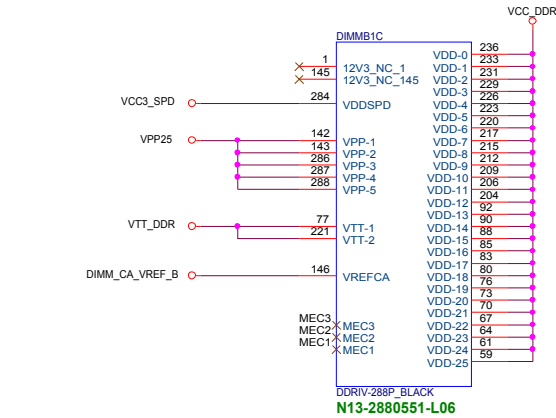 VCC_DDR
DIMMB1C
1 12V3_NC_1
145 12V3_NC_145
VCC3_SPD 284 VDDSPD
VPP25 142 VPP-1
143 VPP-2
286 VPP-3
287 VPP-4
288 VPP-5
VTT_DDR 77 VTT-1
221 VTT-2
DIMM_CA_VREF_B 146 VREFCA
MEC3 MEC3
MEC2 MEC2
MEC1 MEC1
VDD-0 236
VDD-1 233
VDD-2 231
VDD-3 229
VDD-4 226
VDD-5 223
VDD-6 220
VDD-7 217
VDD-8 215
VDD-9 212
VDD-10 209
VDD-11 206
VDD-12 204
VDD-13 92
VDD-14 90
VDD-15 88
VDD-16 85
VDD-17 83
VDD-18 80
VDD-19 76
VDD-20 73
VDD-21 70
VDD-22 67
VDD-23 64
VDD-24 61
VDD-25 59
DDRIV-288P_BLACK
N13-2880551-L06